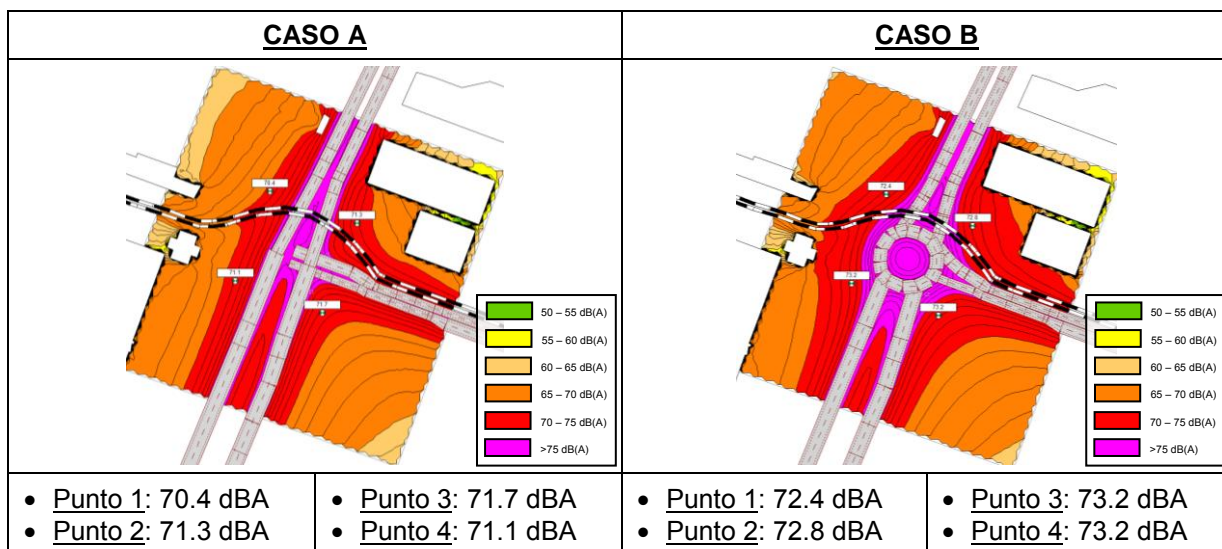 CASO A
CASO B
70.4
71.3
71.1
71.7
50 – 55 dB(A)
55 – 60 dB(A)
60 – 65 dB(A)
65 – 70 dB(A)
70 – 75 dB(A)
>75 dB(A)
72.4
72.8
73.2
73.2
50 – 55 dB(A)
55 – 60 dB(A)
60 – 65 dB(A)
65 – 70 dB(A)
70 – 75 dB(A)
>75 dB(A)
• Punto 1: 70.4 dBA
• Punto 2: 71.3 dBA
• Punto 3: 71.7 dBA
• Punto 4: 71.1 dBA
• Punto 1: 72.4 dBA
• Punto 2: 72.8 dBA
• Punto 3: 73.2 dBA
• Punto 4: 73.2 dBA